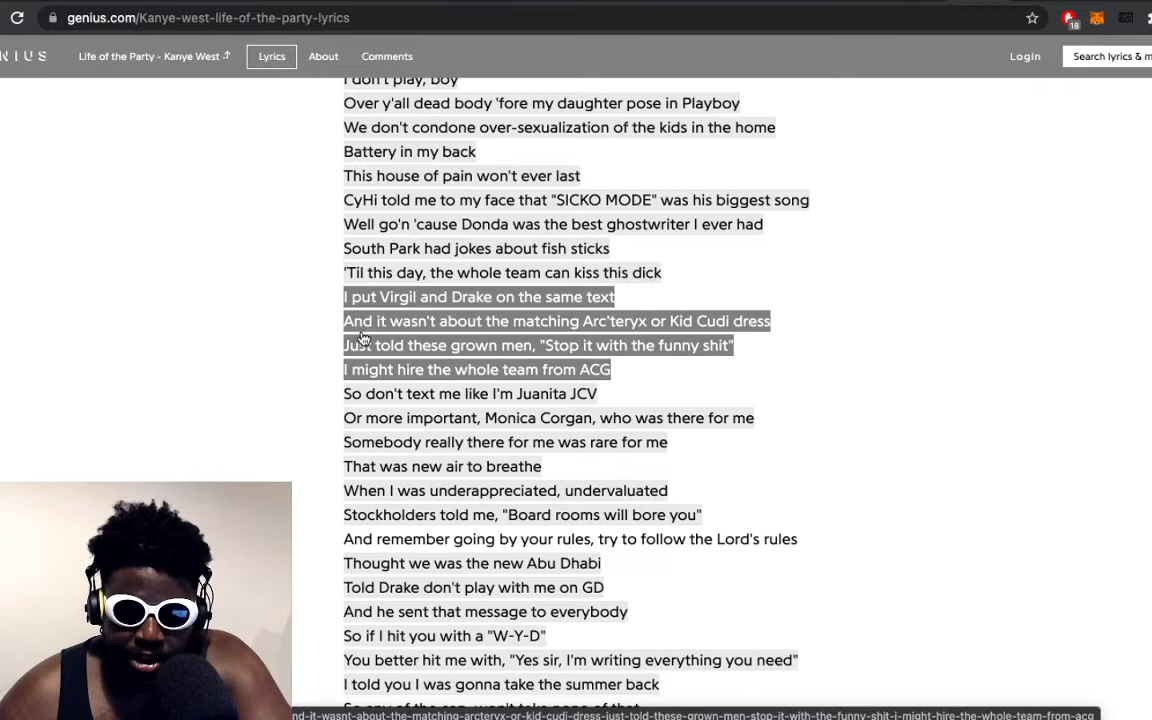 genius.com/Kanye-west-life-of-the-party-lyrics
18
NIUS
Life of the Party - Kanye West
Lyrics
About
Comments
Login
Search lyrics & m
I don't play, boy
Over y'all dead body 'fore my daughter pose in Playboy
We don't condone over-sexualization of the kids in the home
Battery in my back
This house of pain won't ever last
CyHi told me to my face that "SICKO MODE" was his biggest song
Well go'n 'cause Donda was the best ghostwriter I ever had
South Park had jokes about fish sticks
'Til this day, the whole team can kiss this dick
I put Virgil and Drake on the same text
And it wasn't about the matching Arc'teryx or Kid Cudi dress
Just told these grown men, "Stop it with the funny shit"
I might hire the whole team from ACG
So don't text me like I'm Juanita JCV
Or more important, Monica Corgan, who was there for me
Somebody really there for me was rare for me
That was new air to breathe
When I was underappreciated, undervaluated
Stockholders told me, "Board rooms will bore you"
And remember going by your rules, try to follow the Lord's rules
Thought we was the new Abu Dhabi
Told Drake don't play with me on GD
And he sent that message to everybody
So if I hit you with a "W-Y-D"
You better hit me with, "Yes sir, I'm writing everything you need"
I told you I was gonna take the summer back
So any of the cap, won't take none of that
nd-it-wasnt-about-the-matching-arcteryx-or-kid-cudi-dress-just-told-these-grown-men-stop-it-with-the-funny-shit-i-might-hire-the-whole-team-from-acg